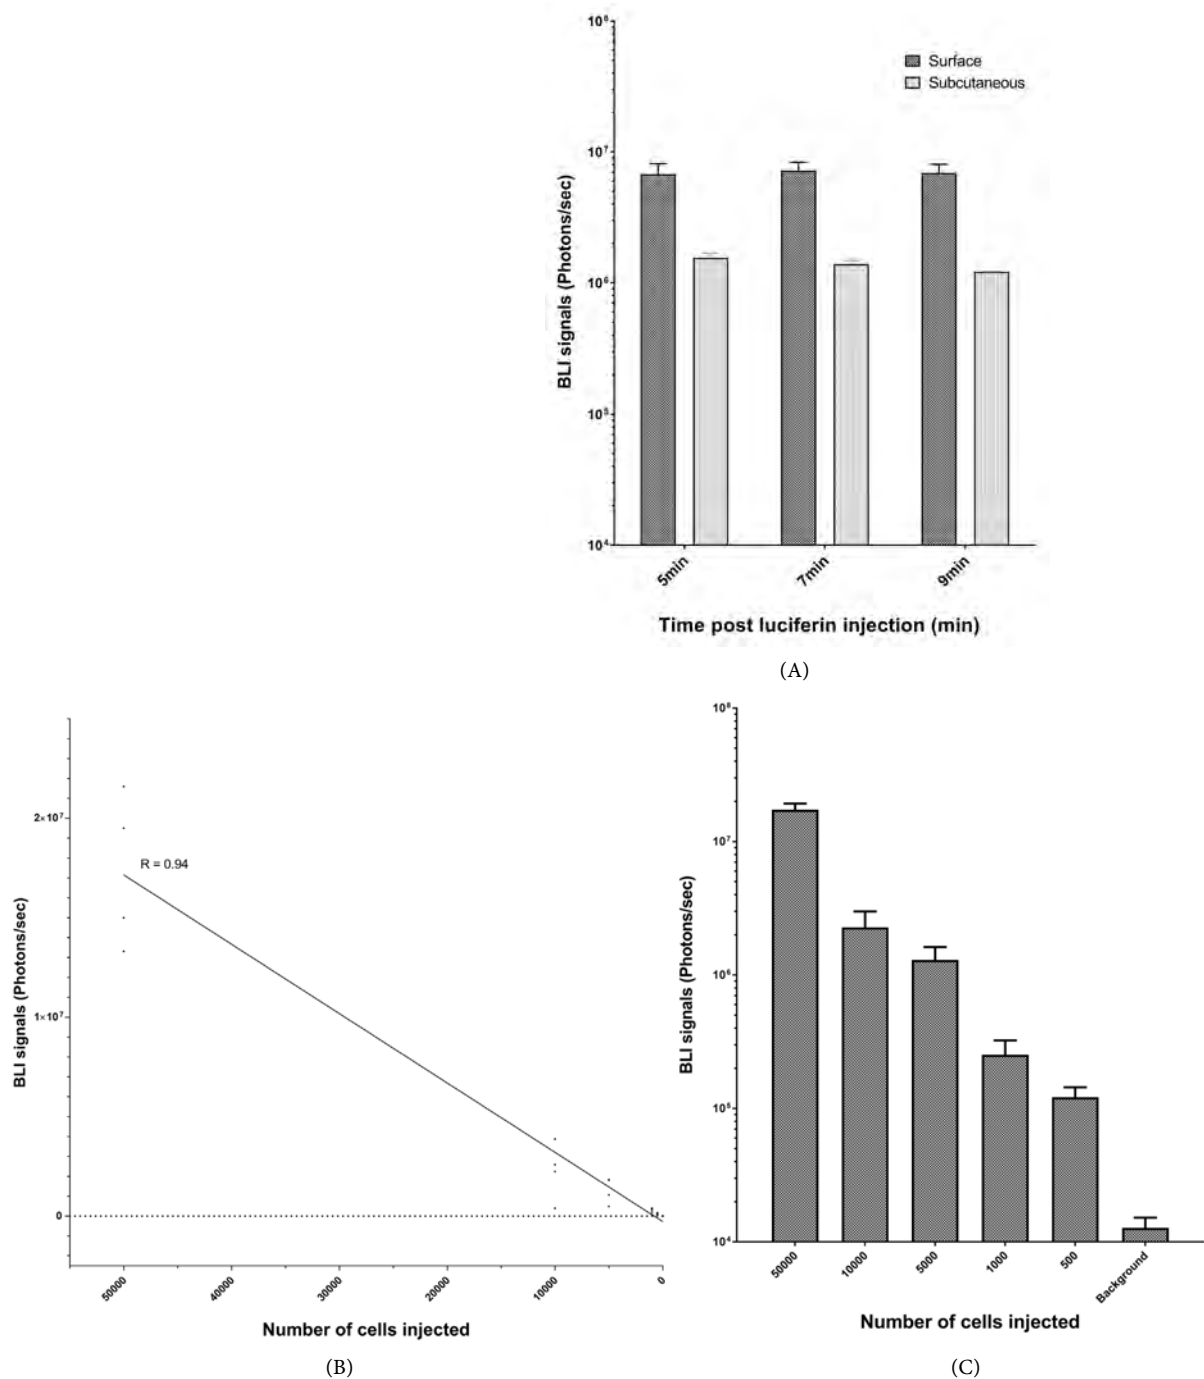 10⁸
Surface
Subcutaneous
10⁷
BLI signals (Photons/sec)
10⁶
10⁵
10⁴
5min 7min 9min
Time post luciferin injection (min)
(A)
2×10⁷
R = 0.94
BLI signals (Photons/sec)
1×10⁷
0
50000 40000 30000 20000 10000 0
Number of cells injected
(B)
10⁸
10⁷
BLI signals (Photons/sec)
10⁶
10⁵
10⁴
50000 10000 5000 1000 500 Background
Number of cells injected
(C)